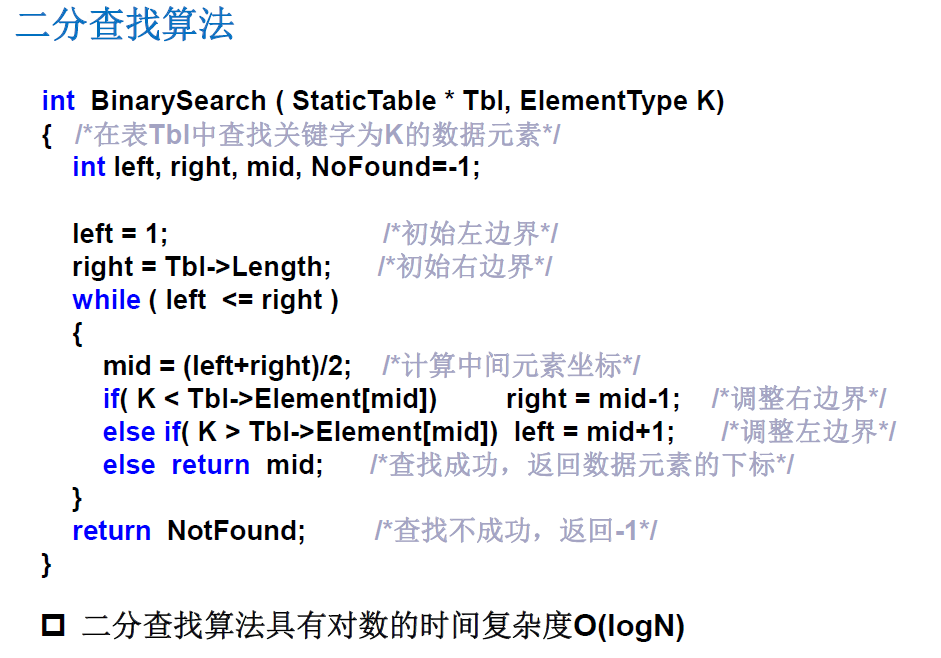 二分查找算法
int BinarySearch ( StaticTable * Tbl, ElementType K)
{ /*在表Tbl中查找关键字为K的数据元素*/
int left, right, mid, NoFound=-1;
left = 1; /*初始左边界*/
right = Tbl->Length; /*初始右边界*/
while ( left <= right )
{
mid = (left+right)/2; /*计算中间元素坐标*/
if( K < Tbl->Element[mid]) right = mid-1; /*调整右边界*/
else if( K > Tbl->Element[mid]) left = mid+1; /*调整左边界*/
else return mid; /*查找成功，返回数据元素的下标*/
}
return NotFound; /*查找不成功，返回-1*/
}
二分查找算法具有对数的时间复杂度O(logN)